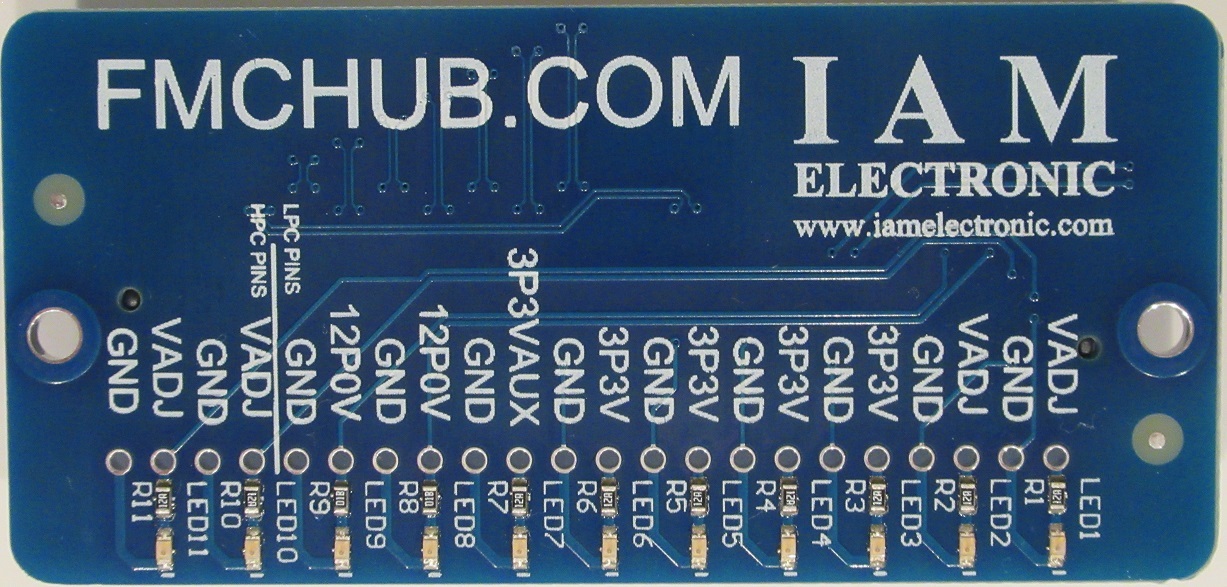 FMCHUB.COM
I A M
ELECTRONIC
www.iamelectronic.com
HPC PINS
LPC PINS
GND
VADJ
GND
VADJ
GND
12P0V
GND
12P0V
GND
3P3VAUX
GND
3P3V
GND
3P3V
GND
3P3V
GND
3P3V
GND
VADJ
GND
VADJ
R11
LED11
R10
LED10
R9
LED9
R8
LED8
R7
LED7
R6
LED6
R5
LED5
R4
LED4
R3
LED3
R2
LED2
R1
LED1